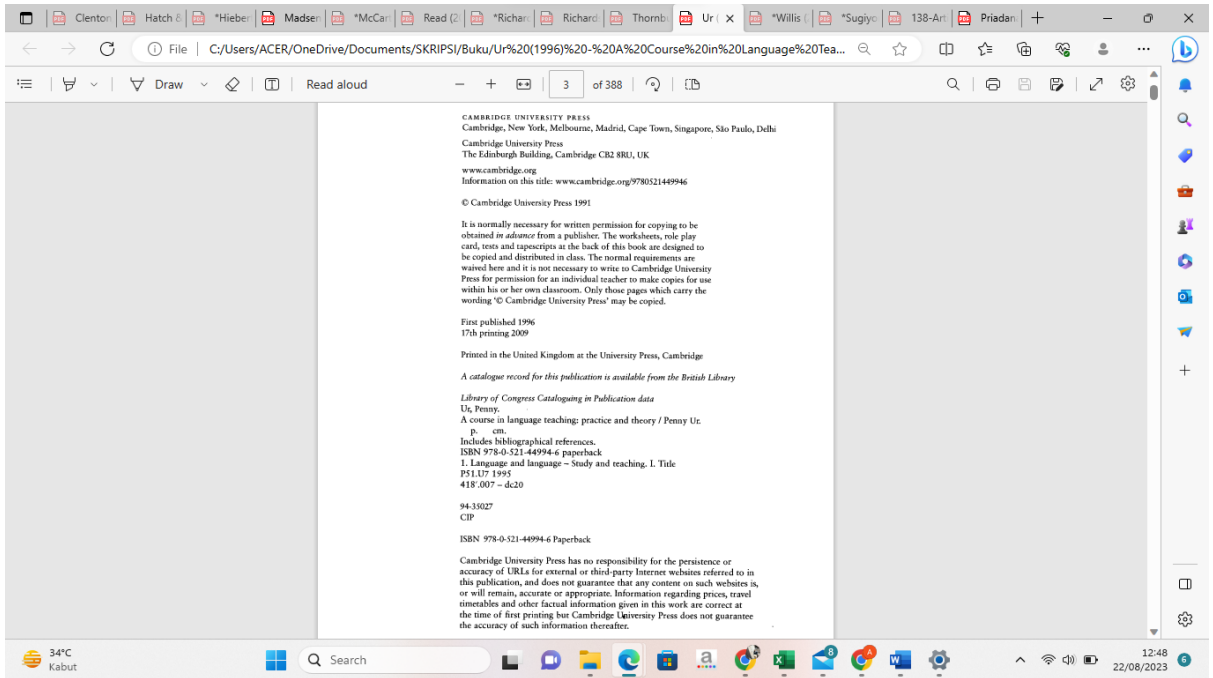 Clenton
Hatch &
*Hieber
Madsen
*McCar
Read (2
*Richard
Richard
Thornb
Ur (
*Willis (
*Sugiyo
138-Art
Priadan
File
C:/Users/ACER/OneDrive/Documents/SKRIPSI/Buku/Ur%20(1996)%20-%20A%20Course%20in%20Language%20Tea...
Draw
Read aloud
3
of 388
CAMBRIDGE UNIVERSITY PRESS
Cambridge, New York, Melbourne, Madrid, Cape Town, Singapore, São Paulo, Delhi
Cambridge University Press
The Edinburgh Building, Cambridge CB2 8RU, UK
www.cambridge.org
Information on this title: www.cambridge.org/9780521449946
© Cambridge University Press 1991
It is normally necessary for written permission for copying to be
obtained in advance from a publisher. The worksheets, role play
card, tests and tapescripts at the back of this book are designed to
be copied and distributed in class. The normal requirements are
waived here and it is not necessary to write to Cambridge University
Press for permission for an individual teacher to make copies for use
within his or her own classroom. Only those pages which carry the
wording '© Cambridge University Press' may be copied.
First published 1996
17th printing 2009
Printed in the United Kingdom at the University Press, Cambridge
A catalogue record for this publication is available from the British Library
Library of Congress Cataloguing in Publication data
Ur, Penny.
A course in language teaching: practice and theory / Penny Ur.
p. cm.
Includes bibliographical references.
ISBN 978-0-521-44994-6 paperback
1. Language and language – Study and teaching. I. Title
P51.U7 1995
418'.007 – dc20
94-35027
CIP
ISBN 978-0-521-44994-6 Paperback
Cambridge University Press has no responsibility for the persistence or
accuracy of URLs for external or third-party Internet websites referred to in
this publication, and does not guarantee that any content on such websites is,
or will remain, accurate or appropriate. Information regarding prices, travel
timetables and other factual information given in this work are correct at
the time of first printing but Cambridge University Press does not guarantee
the accuracy of such information thereafter.
34°C
Kabut
Search
8
12:48
22/08/2023
6